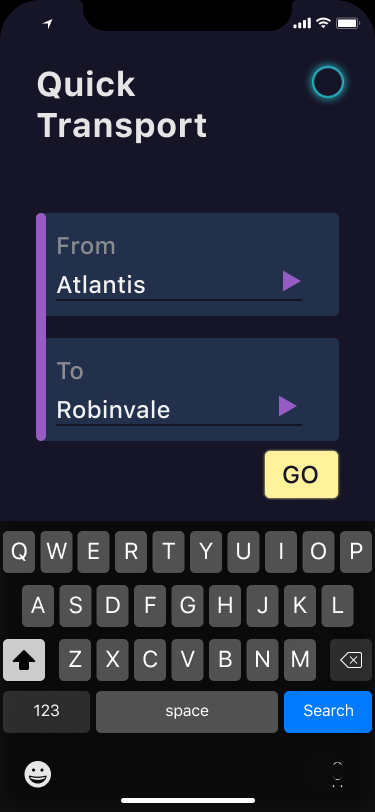 Quick
Transport
From
Atlantis
To
Robinvale
GO
Q W E R T Y U I O P
A S D F G H J K L
Z X C V B N M
123 space Search